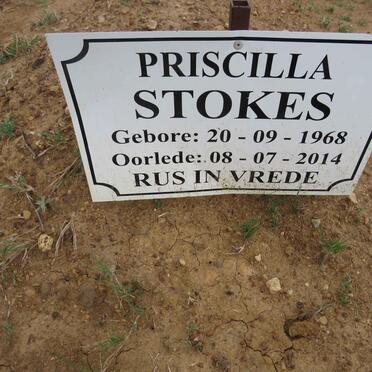 PRISCILLA
STOKES
Gebore: 20 - 09 - 1968
Oorlede: 08 - 07 - 2014
RUS IN VREDE